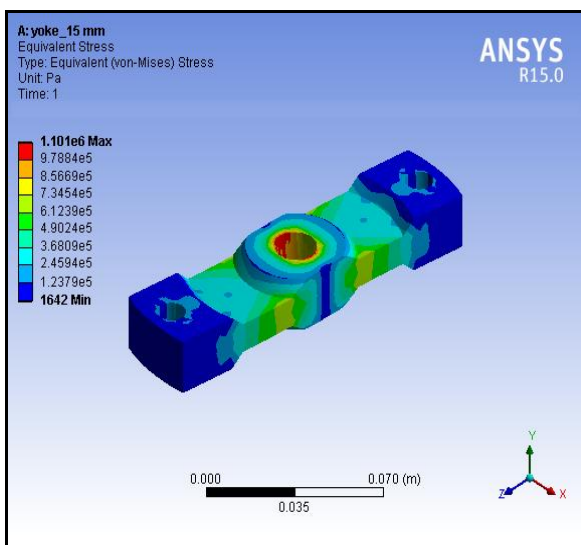 A: yoke_15 mm
Equivalent Stress
Type: Equivalent (von-Mises) Stress
Unit: Pa
Time: 1
ANSYS
R15.0
1.101e6 Max
9.7884e5
8.5669e5
7.3454e5
6.1239e5
4.9024e5
3.6809e5
2.4594e5
1.2379e5
1642 Min
0.000
0.070 (m)
0.035
Y
Z
X